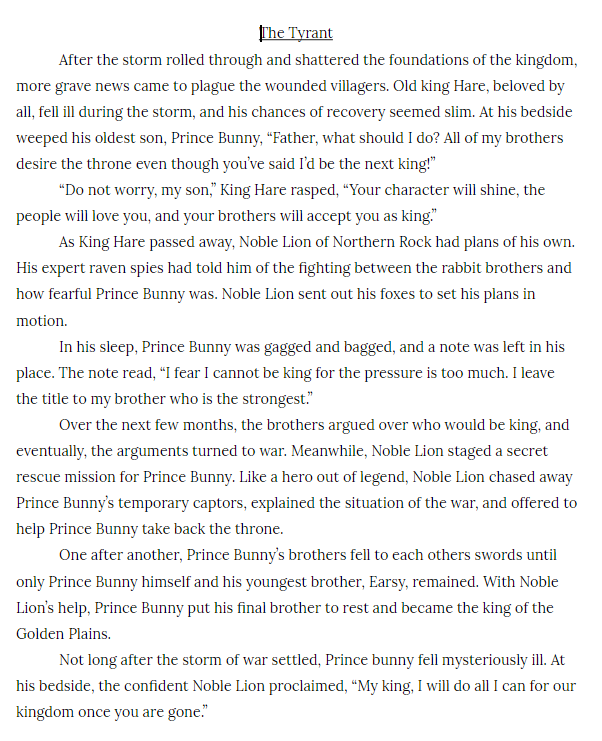 The Tyrant
After the storm rolled through and shattered the foundations of the kingdom,
more grave news came to plague the wounded villagers. Old king Hare, beloved by
all, fell ill during the storm, and his chances of recovery seemed slim. At his bedside
weeped his oldest son, Prince Bunny, “Father, what should I do? All of my brothers
desire the throne even though you’ve said I’d be the next king!”
“Do not worry, my son,” King Hare rasped, “Your character will shine, the
people will love you, and your brothers will accept you as king.”
As King Hare passed away, Noble Lion of Northern Rock had plans of his own.
His expert raven spies had told him of the fighting between the rabbit brothers and
how fearful Prince Bunny was. Noble Lion sent out his foxes to set his plans in
motion.
In his sleep, Prince Bunny was gagged and bagged, and a note was left in his
place. The note read, “I fear I cannot be king for the pressure is too much. I leave
the title to my brother who is the strongest.”
Over the next few months, the brothers argued over who would be king, and
eventually, the arguments turned to war. Meanwhile, Noble Lion staged a secret
rescue mission for Prince Bunny. Like a hero out of legend, Noble Lion chased away
Prince Bunny’s temporary captors, explained the situation of the war, and offered to
help Prince Bunny take back the throne.
One after another, Prince Bunny’s brothers fell to each others swords until
only Prince Bunny himself and his youngest brother, Earsy, remained. With Noble
Lion’s help, Prince Bunny put his final brother to rest and became the king of the
Golden Plains.
Not long after the storm of war settled, Prince bunny fell mysteriously ill. At
his bedside, the confident Noble Lion proclaimed, “My king, I will do all I can for our
kingdom once you are gone.”